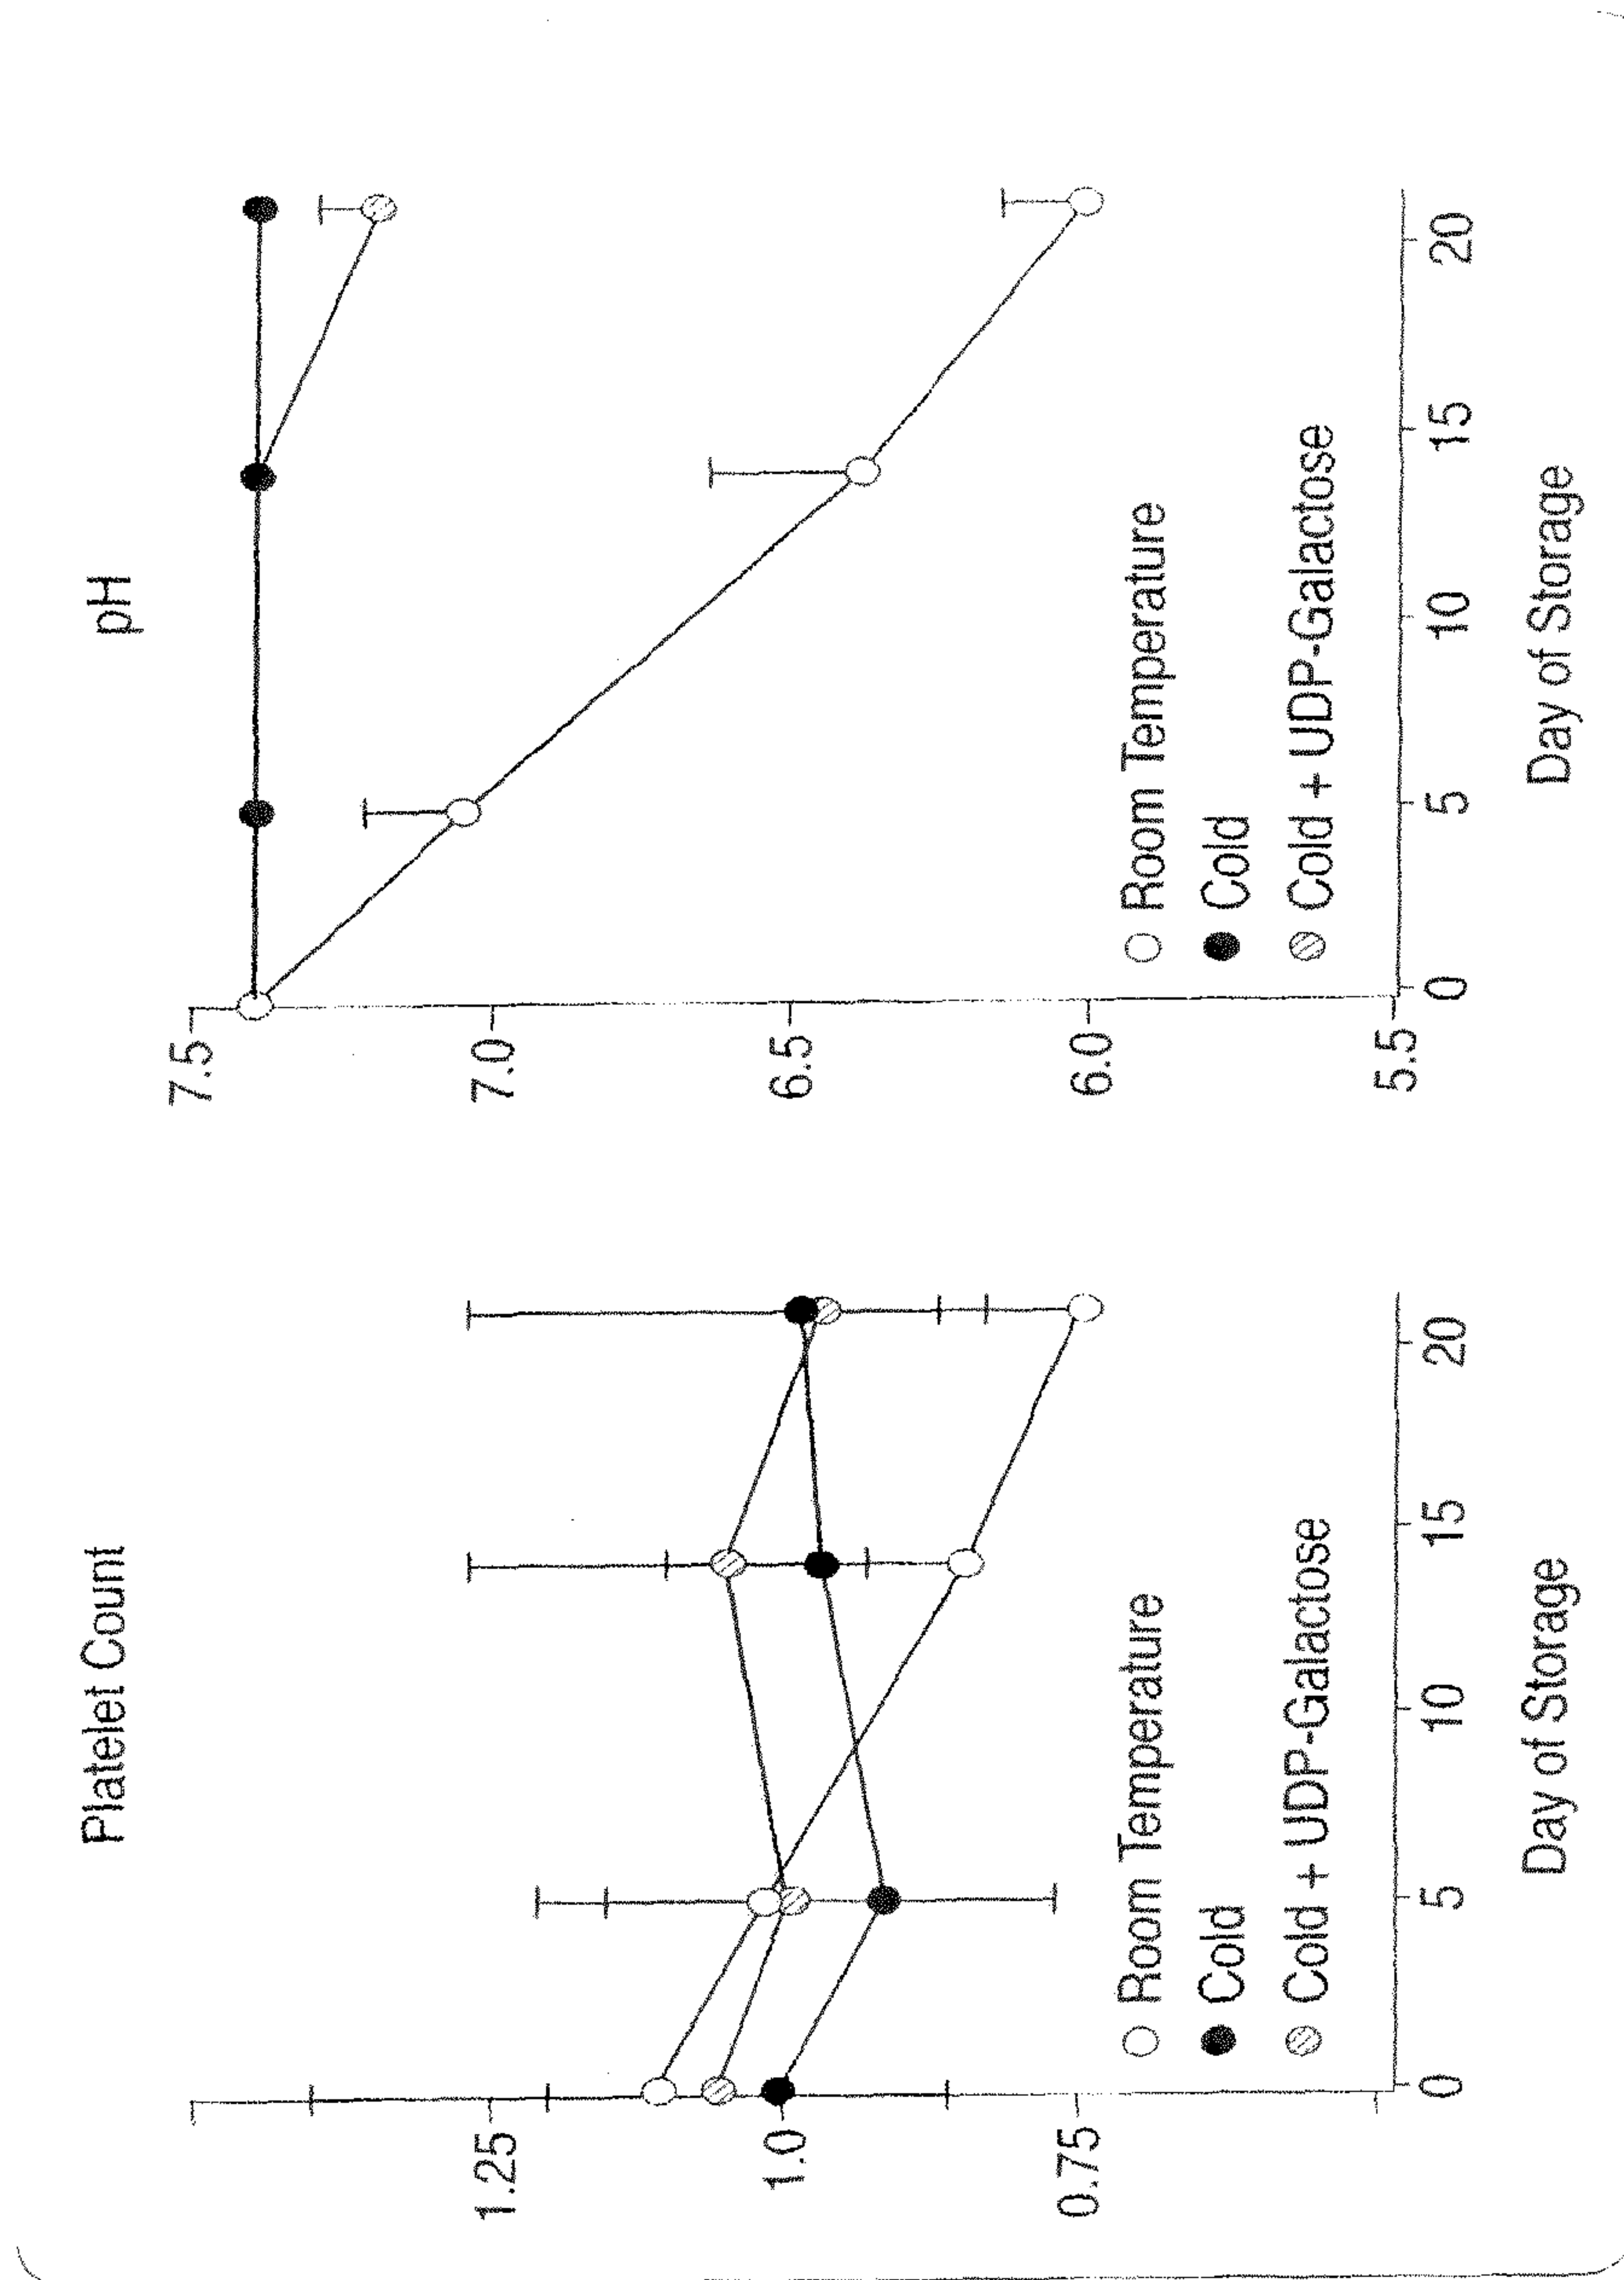 Platelet Count
1.25
1.0
0.75
Room Temperature
Cold
Cold + UDP-Galactose
0 5 10 15 20
Day of Storage
pH
7.5
7.0
6.5
6.0
5.5
Room Temperature
Cold
Cold + UDP-Galactose
0 5 10 15 20
Day of Storage